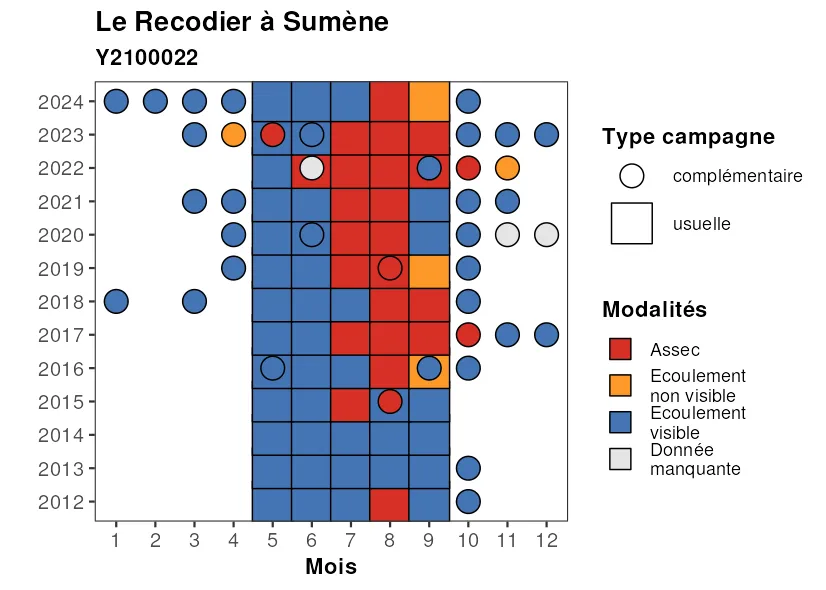 Le Recodier à Sumène
Y2100022
2024
2023
2022
2021
2020
2019
2018
2017
2016
2015
2014
2013
2012
1 2 3 4 5 6 7 8 9 10 11 12
Mois
Type campagne
complémentaire
usuelle
Modalités
Assec
Ecoulement
non visible
Ecoulement
visible
Donnée
manquante